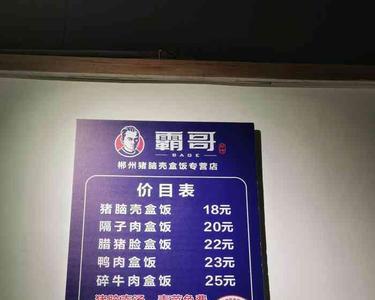 霸哥
BAGE
郴州猪脑壳盒饭专营店
价目表
猪脑壳盒饭 18元
隔子肉盒饭 20元
腊猪脸盒饭 22元
鸭肉盒饭 23元
碎牛肉盒饭 25元